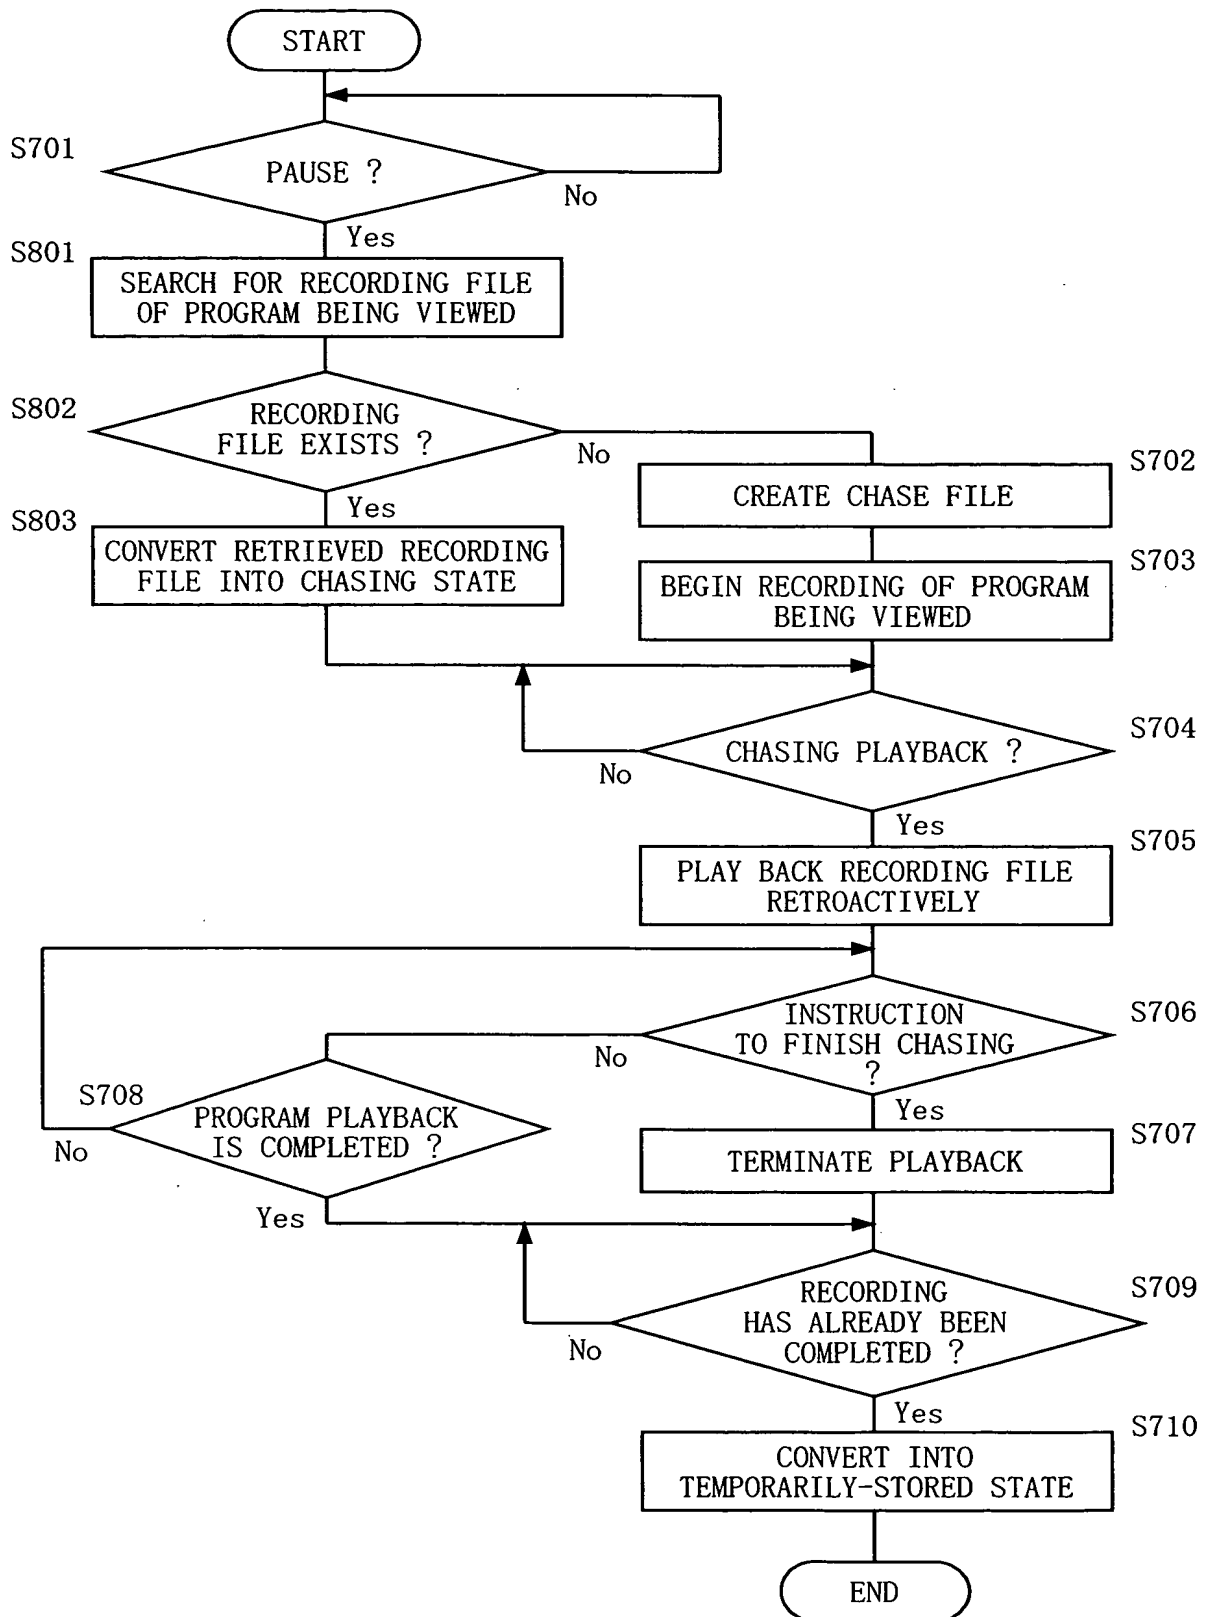 START
S701
PAUSE ?
No
Yes
S801
SEARCH FOR RECORDING FILE
OF PROGRAM BEING VIEWED
S802
RECORDING
FILE EXISTS ?
No
Yes
S702
CREATE CHASE FILE
S803
CONVERT RETRIEVED RECORDING
FILE INTO CHASING STATE
S703
BEGIN RECORDING OF PROGRAM
BEING VIEWED
S704
CHASING PLAYBACK ?
No
Yes
S705
PLAY BACK RECORDING FILE
RETROACTIVELY
S706
INSTRUCTION
TO FINISH CHASING
?
No
Yes
S708
PROGRAM PLAYBACK
IS COMPLETED ?
No
Yes
S707
TERMINATE PLAYBACK
S709
RECORDING
HAS ALREADY BEEN
COMPLETED ?
No
Yes
S710
CONVERT INTO
TEMPORARILY-STORED STATE
END